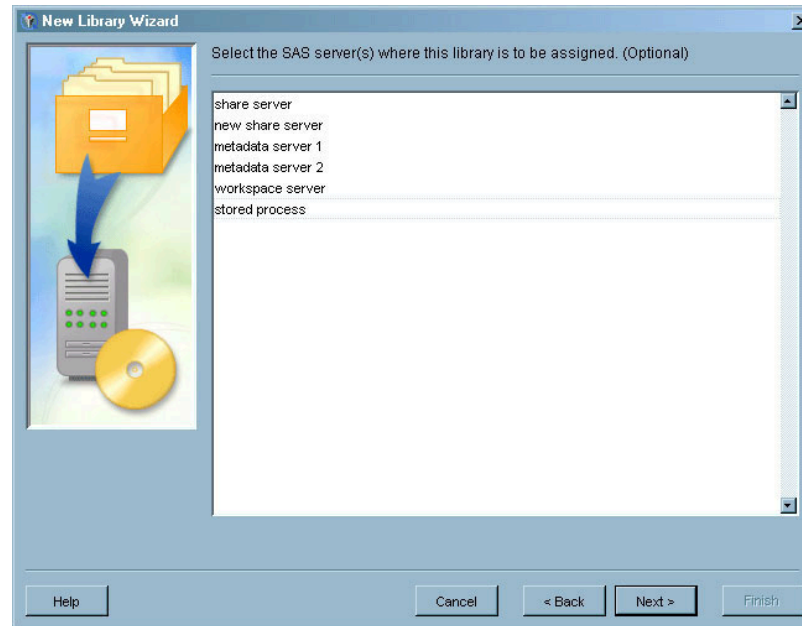 New Library Wizard
Select the SAS server(s) where this library is to be assigned. (Optional)
share server
new share server
metadata server 1
metadata server 2
workspace server
stored process
Help
Cancel
< Back
Next >
Finish